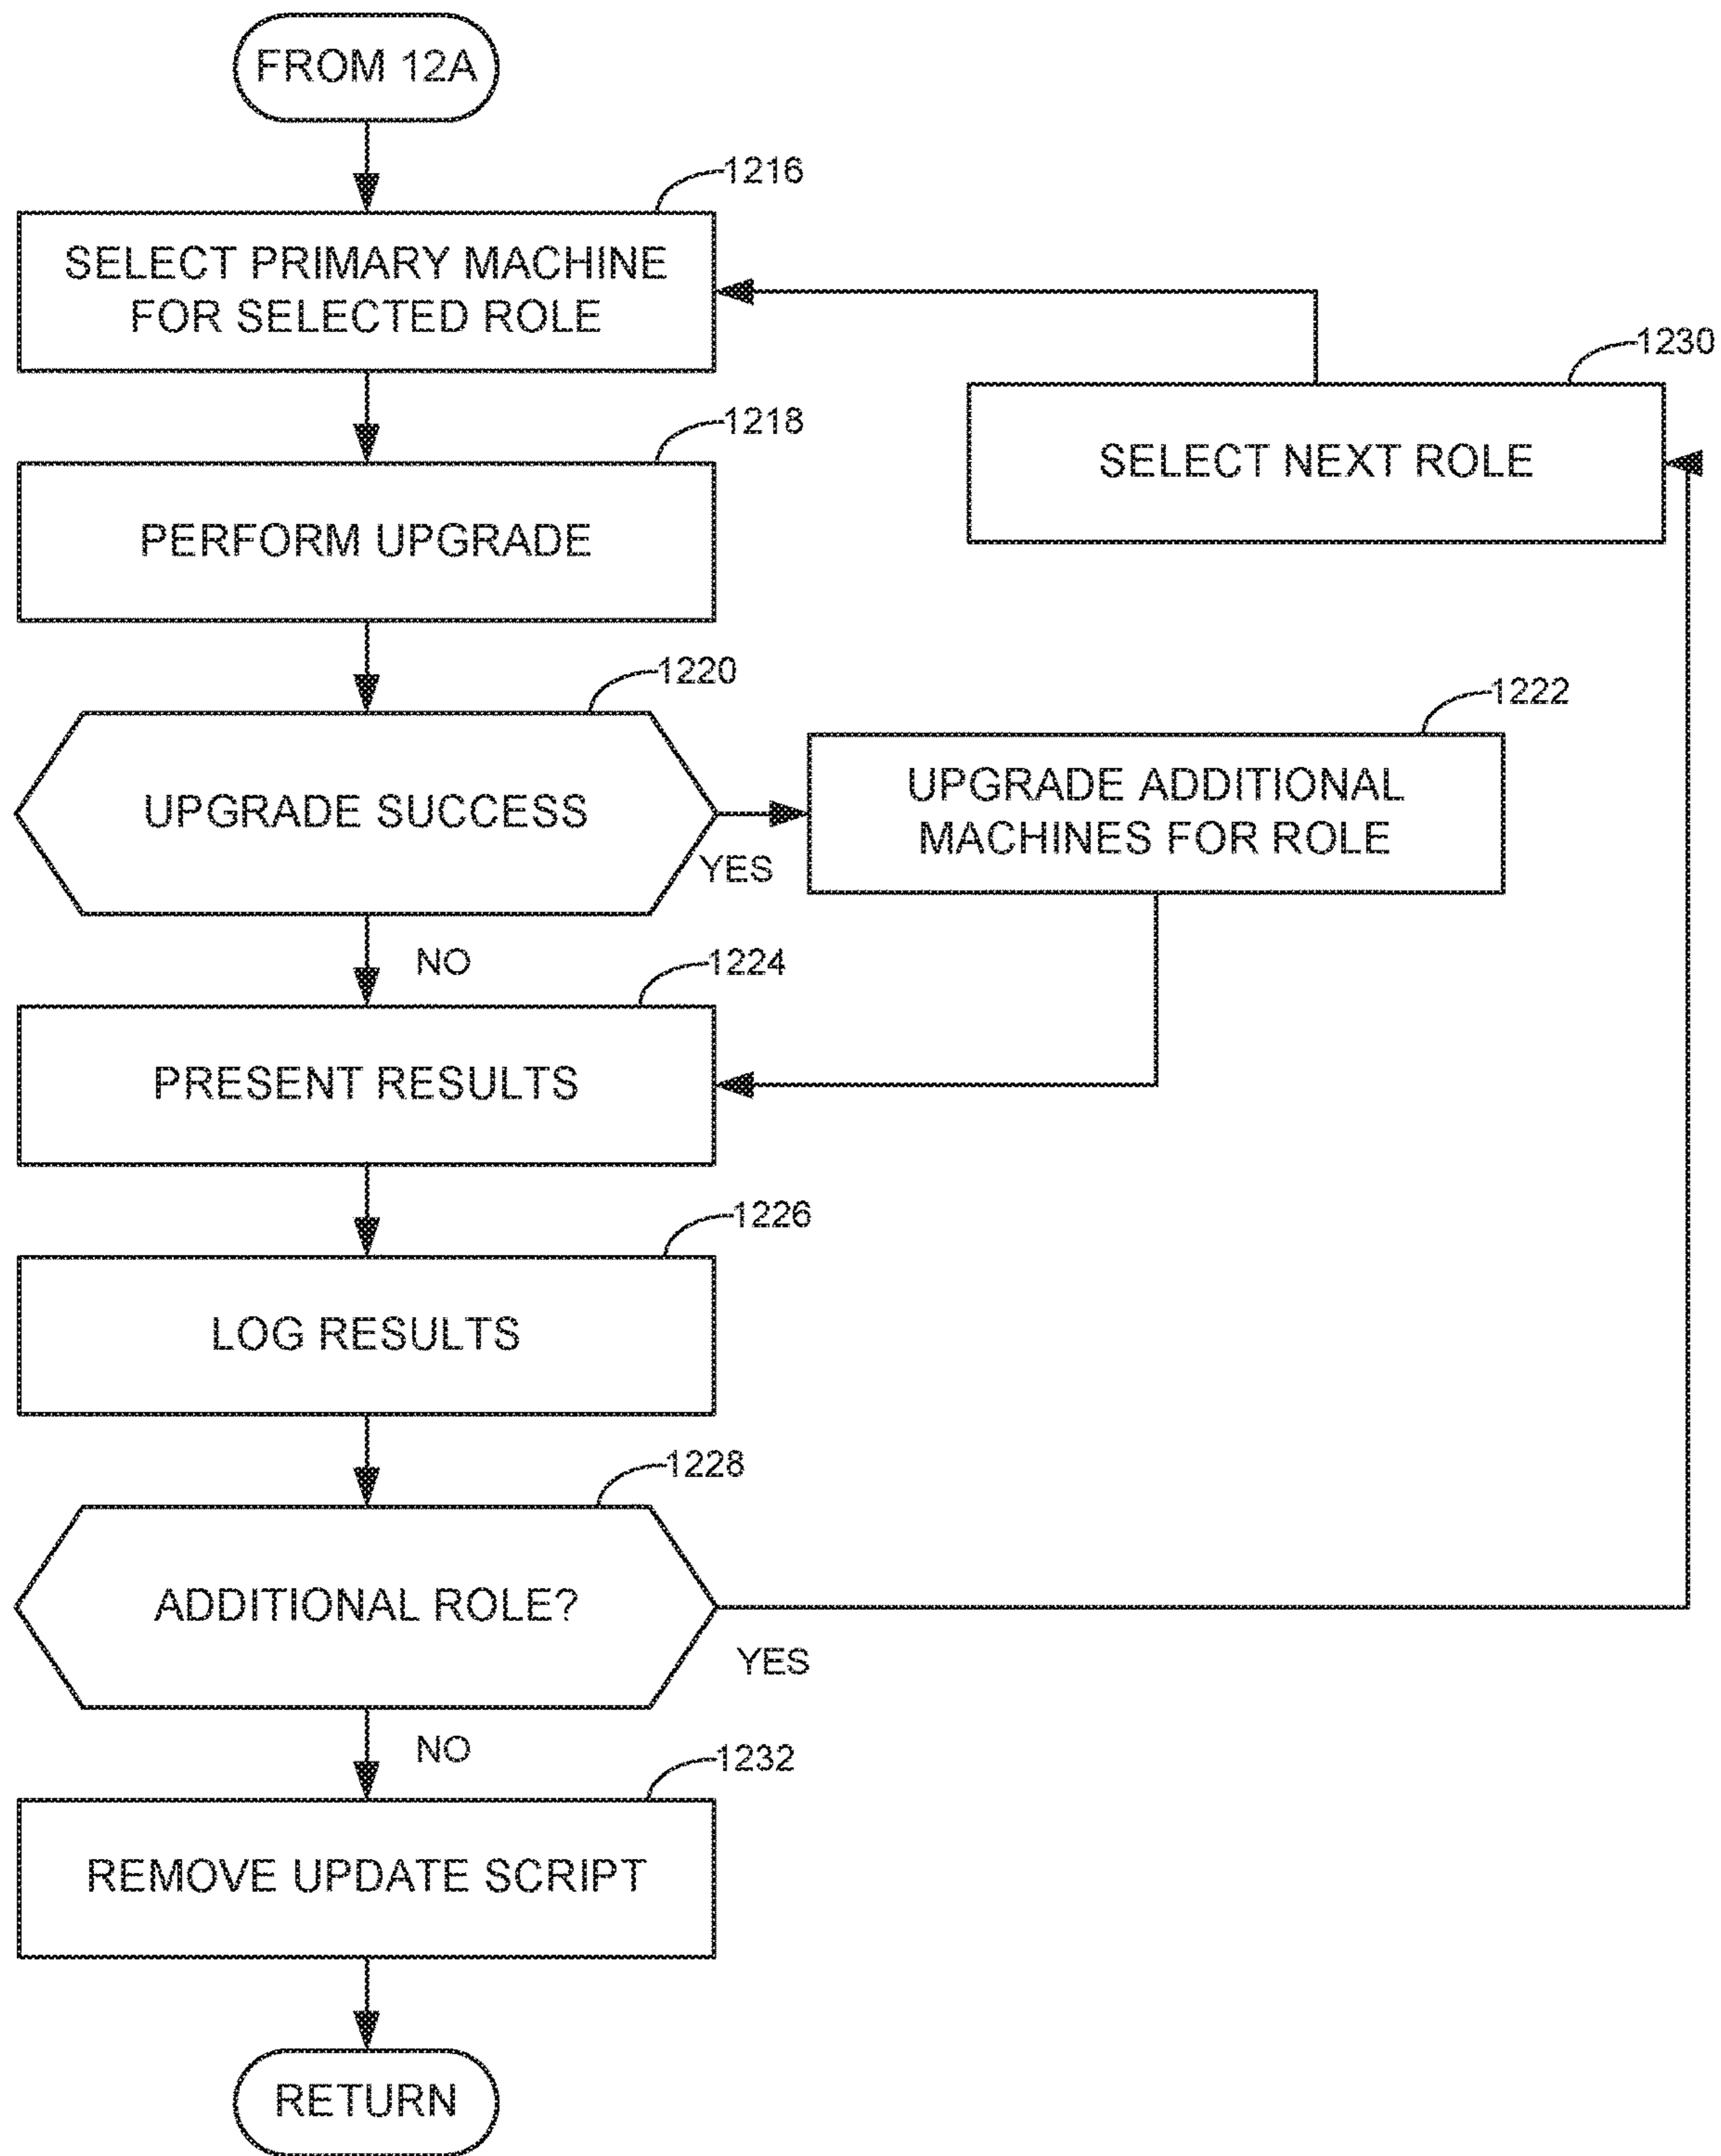 FROM 12A
1216
SELECT PRIMARY MACHINE
FOR SELECTED ROLE
1230
SELECT NEXT ROLE
1218
PERFORM UPGRADE
1220
UPGRADE SUCCESS
YES
1222
UPGRADE ADDITIONAL
MACHINES FOR ROLE
NO
1224
PRESENT RESULTS
1226
LOG RESULTS
1228
ADDITIONAL ROLE?
YES
NO
1232
REMOVE UPDATE SCRIPT
RETURN